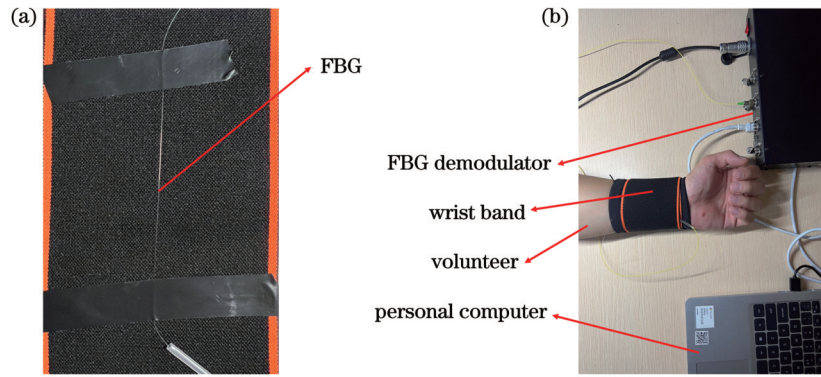 (a)
FBG
(b)
FBG demodulator
wrist band
volunteer
personal computer